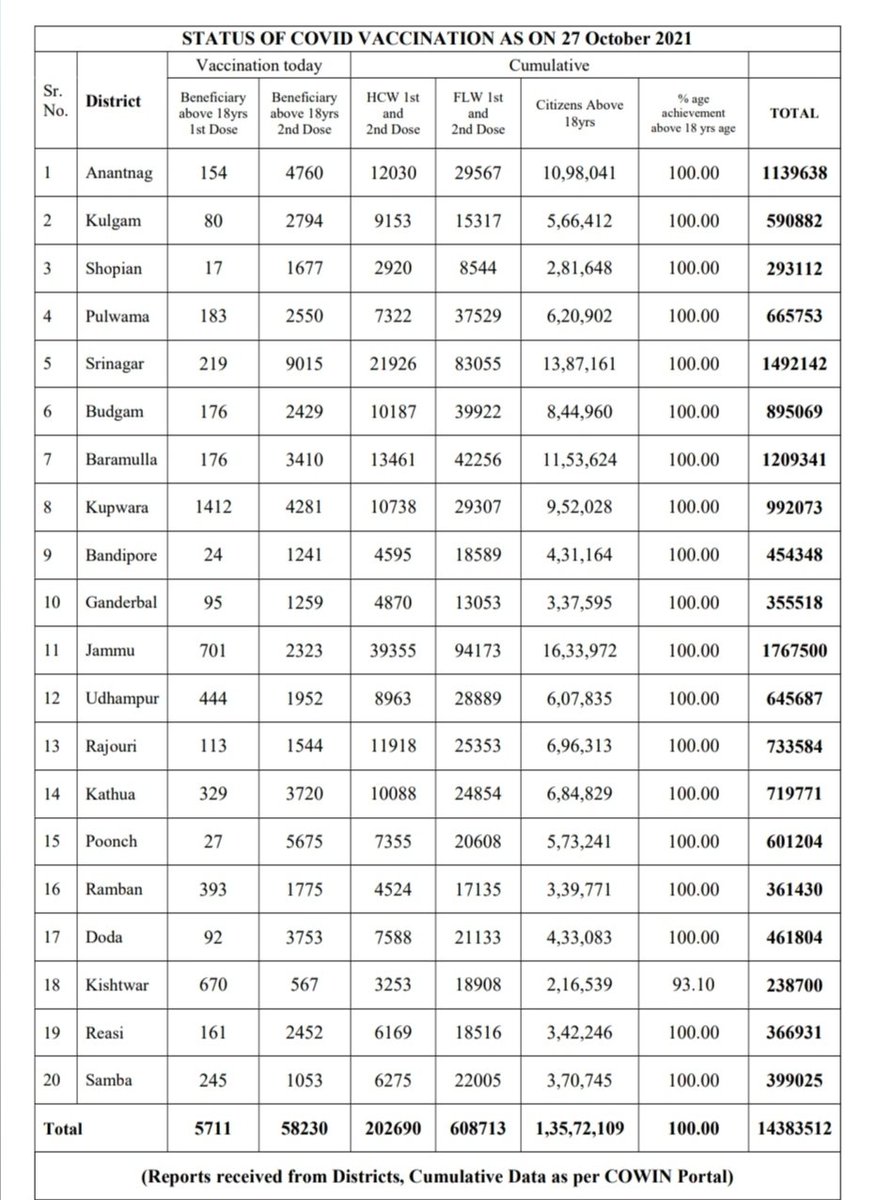 STATUS OF COVID VACCINATION AS ON 27 October 2021
Sr. No. District Vaccination today Cumulative
Beneficiary above 18yrs 1st Dose Beneficiary above 18yrs 2nd Dose HCW 1st and 2nd Dose FLW 1st and 2nd Dose Citizens Above 18yrs % age achievement above 18 yrs age TOTAL
1 Anantnag 154 4760 12030 29567 10,98,041 100.00 1139638
2 Kulgam 80 2794 9153 15317 5,66,412 100.00 590882
3 Shopian 17 1677 2920 8544 2,81,648 100.00 293112
4 Pulwama 183 2550 7322 37529 6,20,902 100.00 665753
5 Srinagar 219 9015 21926 83055 13,87,161 100.00 1492142
6 Budgam 176 2429 10187 39922 8,44,960 100.00 895069
7 Baramulla 176 3410 13461 42256 11,53,624 100.00 1209341
8 Kupwara 1412 4281 10738 29307 9,52,028 100.00 992073
9 Bandipore 24 1241 4595 18589 4,31,164 100.00 454348
10 Ganderbal 95 1259 4870 13053 3,37,595 100.00 355518
11 Jammu 701 2323 39355 94173 16,33,972 100.00 1767500
12 Udhampur 444 1952 8963 28889 6,07,835 100.00 645687
13 Rajouri 113 1544 11918 25353 6,96,313 100.00 733584
14 Kathua 329 3720 10088 24854 6,84,829 100.00 719771
15 Poonch 27 5675 7355 20608 5,73,241 100.00 601204
16 Ramban 393 1775 4524 17135 3,39,771 100.00 361430
17 Doda 92 3753 7588 21133 4,33,083 100.00 461804
18 Kishtwar 670 567 3253 18908 2,16,539 93.10 238700
19 Reasi 161 2452 6169 18516 3,42,246 100.00 366931
20 Samba 245 1053 6275 22005 3,70,745 100.00 399025
Total 5711 58230 202690 608713 1,35,72,109 100.00 14383512
(Reports received from Districts, Cumulative Data as per COWIN Portal)